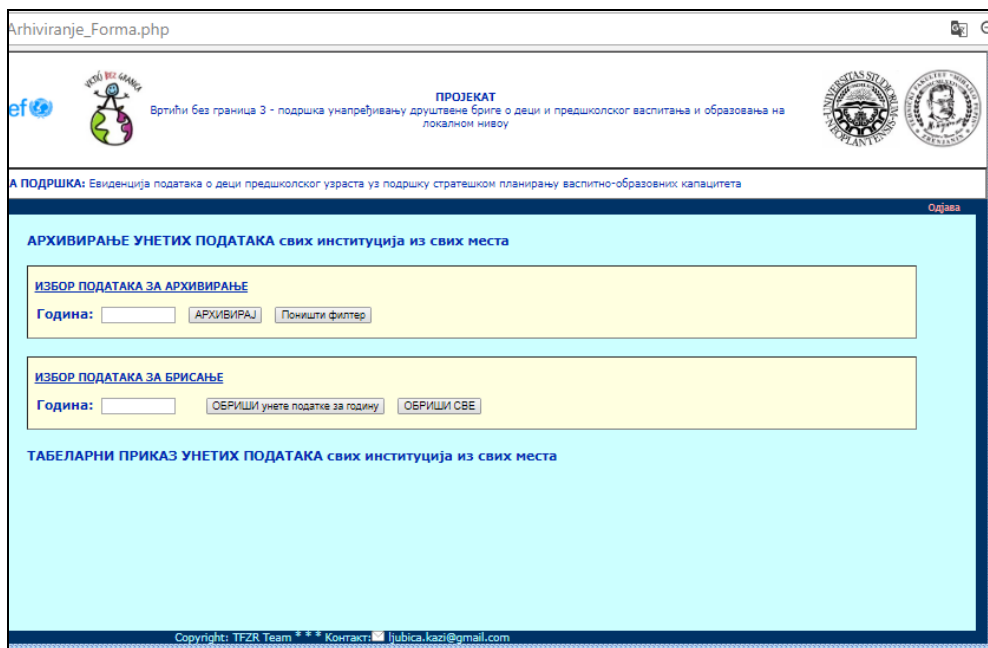 Arhiviranje_Forma.php
ef
VRTIĆI BEZ GRANICA
ПРОЈЕКАТ
Вртићи без граница 3 - подршка унапређивању друштвене бриге о деци и предшколског васпитања и образовања на
локалном нивоу
А ПОДРШКА: Евиденција података о деци предшколског узраста уз подршку стратешком планирању васпитно-образовних капацитета
Одјава
АРХИВИРАЊЕ УНЕТИХ ПОДАТАКА свих институција из свих места
ИЗБОР ПОДАТАКА ЗА АРХИВИРАЊЕ
Година: АРХИВИРАЈ Поништи филтер
ИЗБОР ПОДАТАКА ЗА БРИСАЊЕ
Година: ОБРИШИ унете податке за годину ОБРИШИ СВЕ
ТАБЕЛАРНИ ПРИКАЗ УНЕТИХ ПОДАТАКА свих институција из свих места
Copyright: TFZR Team * * * Контакт: ljubica.kazi@gmail.com